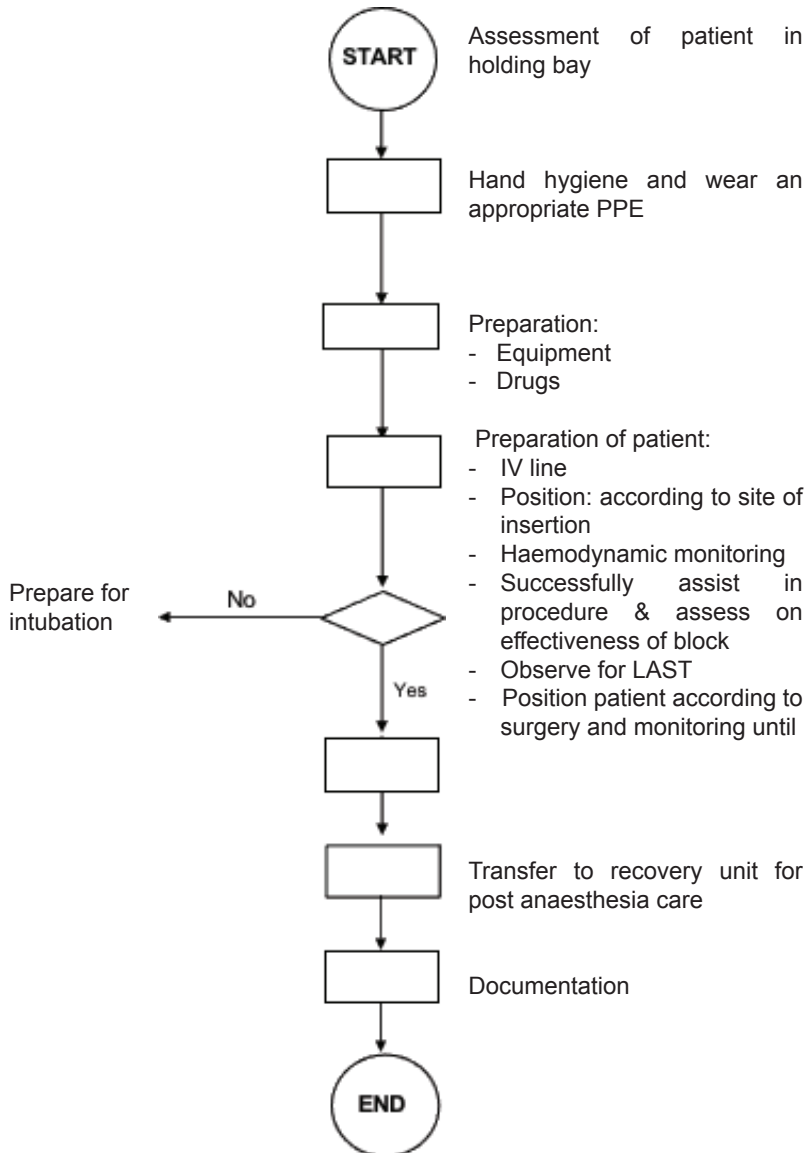 START
Assessment of patient in
holding bay
Hand hygiene and wear an
appropriate PPE
Preparation:
- Equipment
- Drugs
Preparation of patient:
- IV line
- Position: according to site of
insertion
- Haemodynamic monitoring
- Successfully assist in
procedure & assess on
effectiveness of block
- Observe for LAST
- Position patient according to
surgery and monitoring until
Prepare for
intubation
No
Yes
Transfer to recovery unit for
post anaesthesia care
Documentation
END